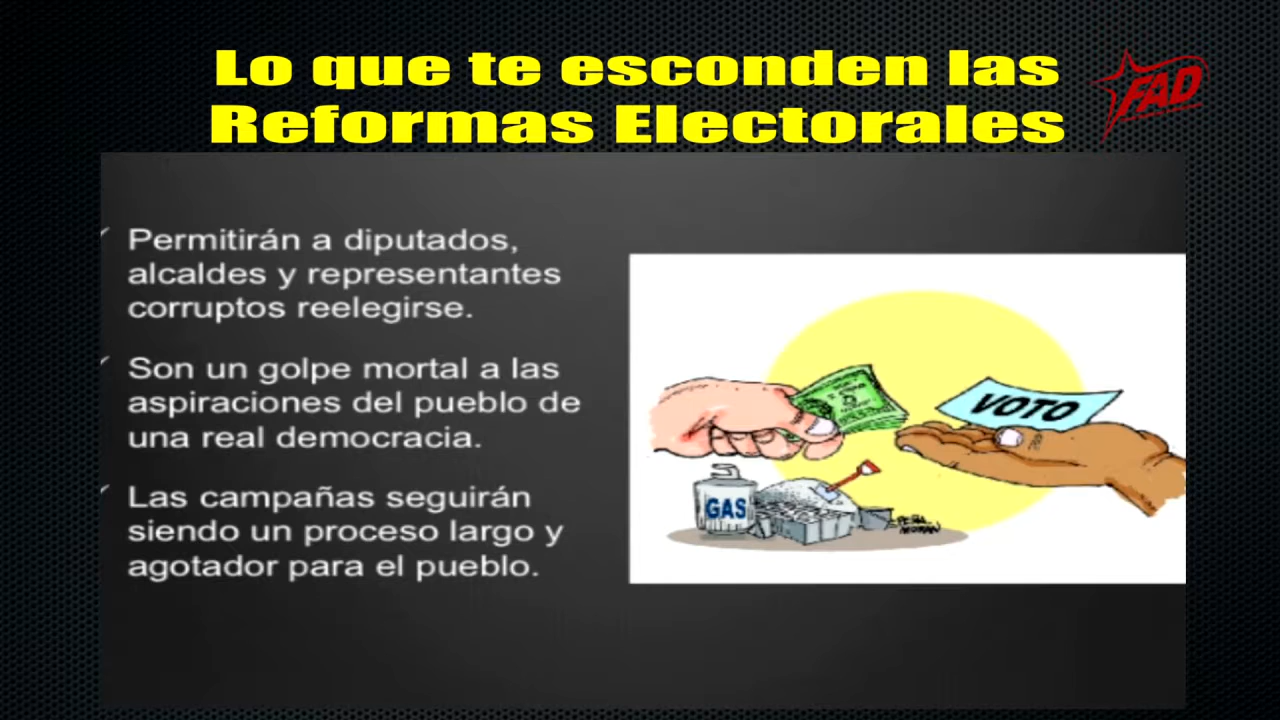 Lo que te esconden las
Reformas Electorales
FAD
Permitirán a diputados,
alcaldes y representantes
corruptos reelegirse.
Son un golpe mortal a las
aspiraciones del pueblo de
una real democracia.
Las campañas seguirán
siendo un proceso largo y
agotador para el pueblo.
VOTO
GAS